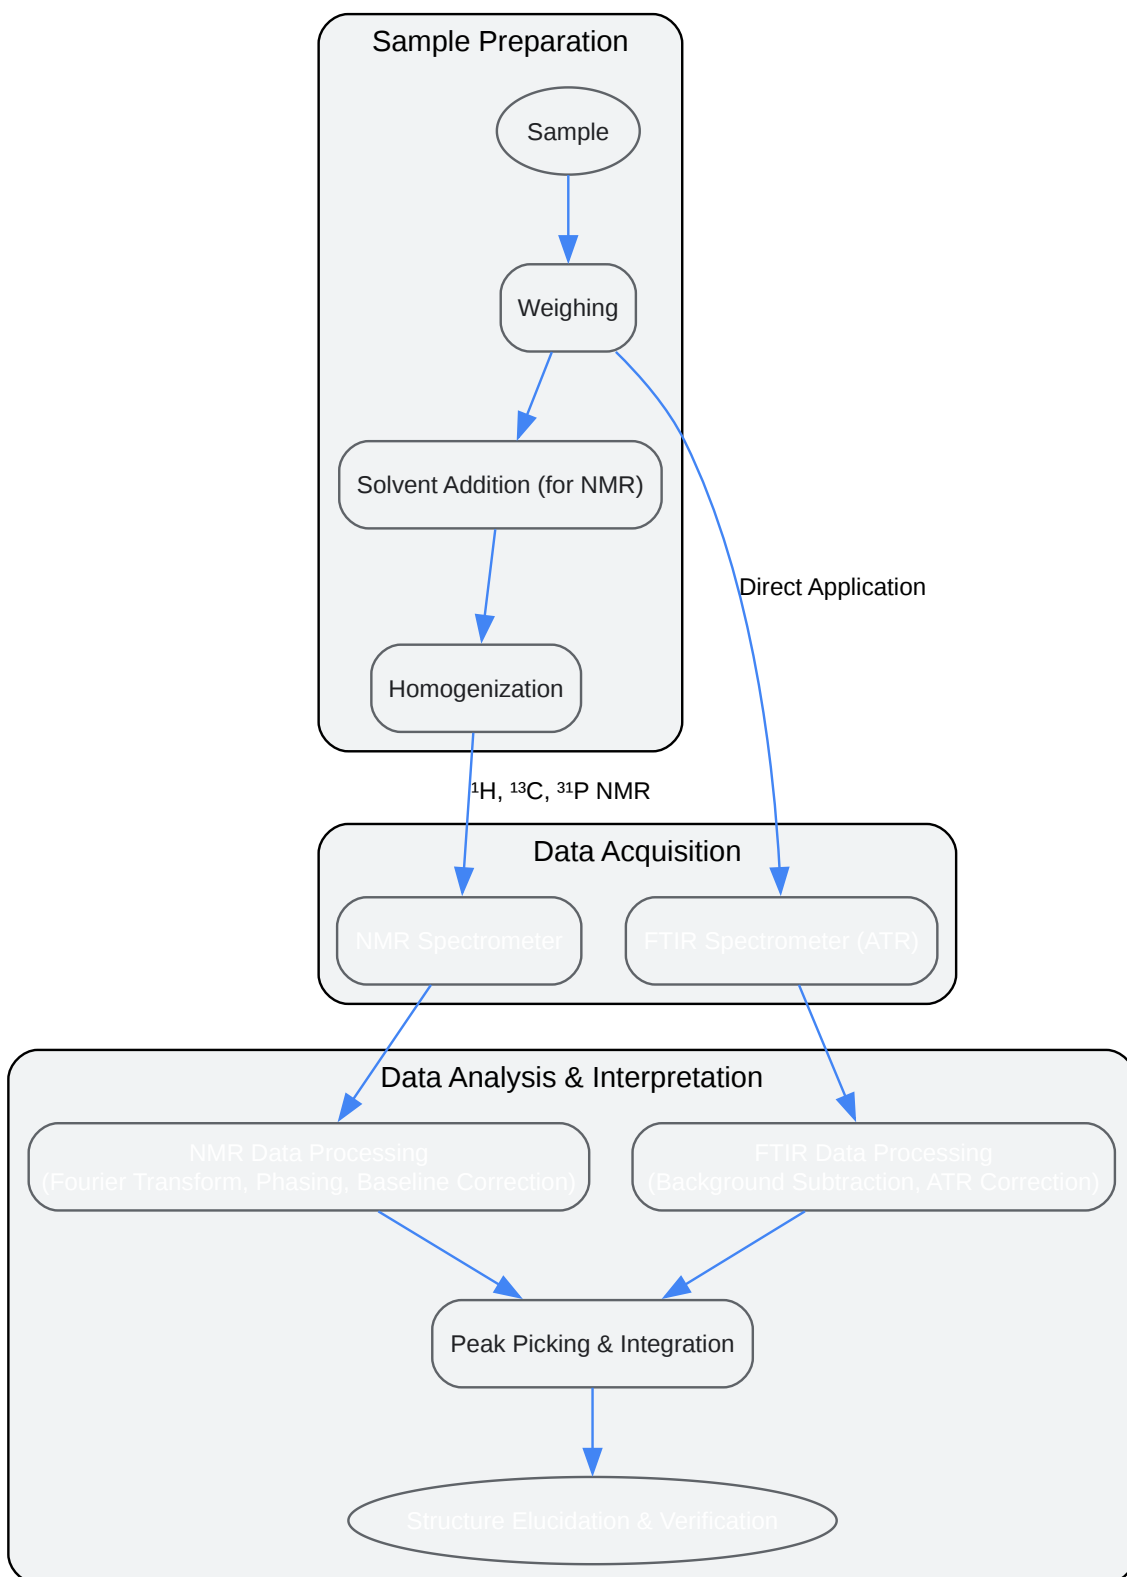 Sample Preparation
Sample
Weighing
Solvent Addition (for NMR)
Direct Application
Homogenization
¹H, ¹³C, ³¹P NMR
Data Acquisition
NMR Spectrometer
FTIR Spectrometer (ATR)
Data Analysis & Interpretation
NMR Data Processing
(Fourier Transform, Phasing, Baseline Correction)
FTIR Data Processing
(Background Subtraction, ATR Correction)
Peak Picking & Integration
Structure Elucidation & Verification